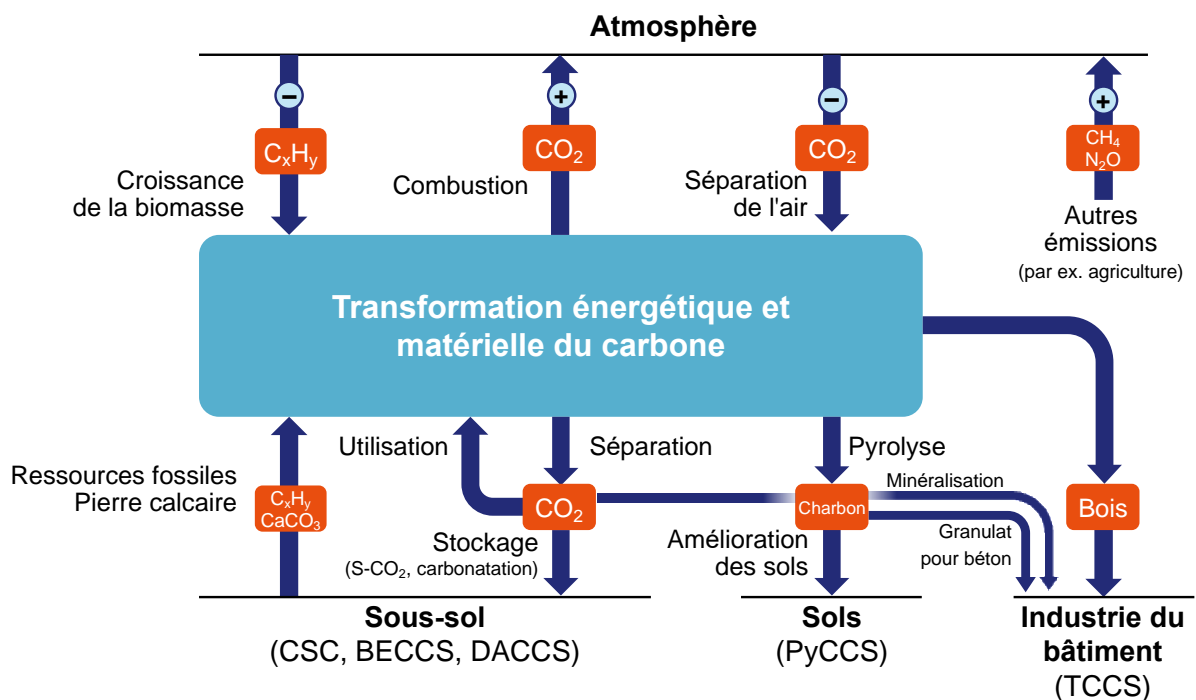 Atmosphère
−
+
−
+
CₓHᵧ
CO₂
CO₂
CH₄
N₂O
Croissance
de la biomasse
Combustion
Séparation
de l'air
Autres
émissions
(par ex. agriculture)
Transformation énergétique et
matérielle du carbone
Ressources fossiles
Pierre calcaire
CₓHᵧ
CaCO₃
Utilisation
Séparation
Pyrolyse
Minéralisation
CO₂
Charbon
Bois
Granulat
pour béton
Stockage
(S-CO₂, carbonatation)
Amélioration
des sols
Sous-sol
(CSC, BECCS, DACCS)
Sols
(PyCCS)
Industrie du
bâtiment
(TCCS)